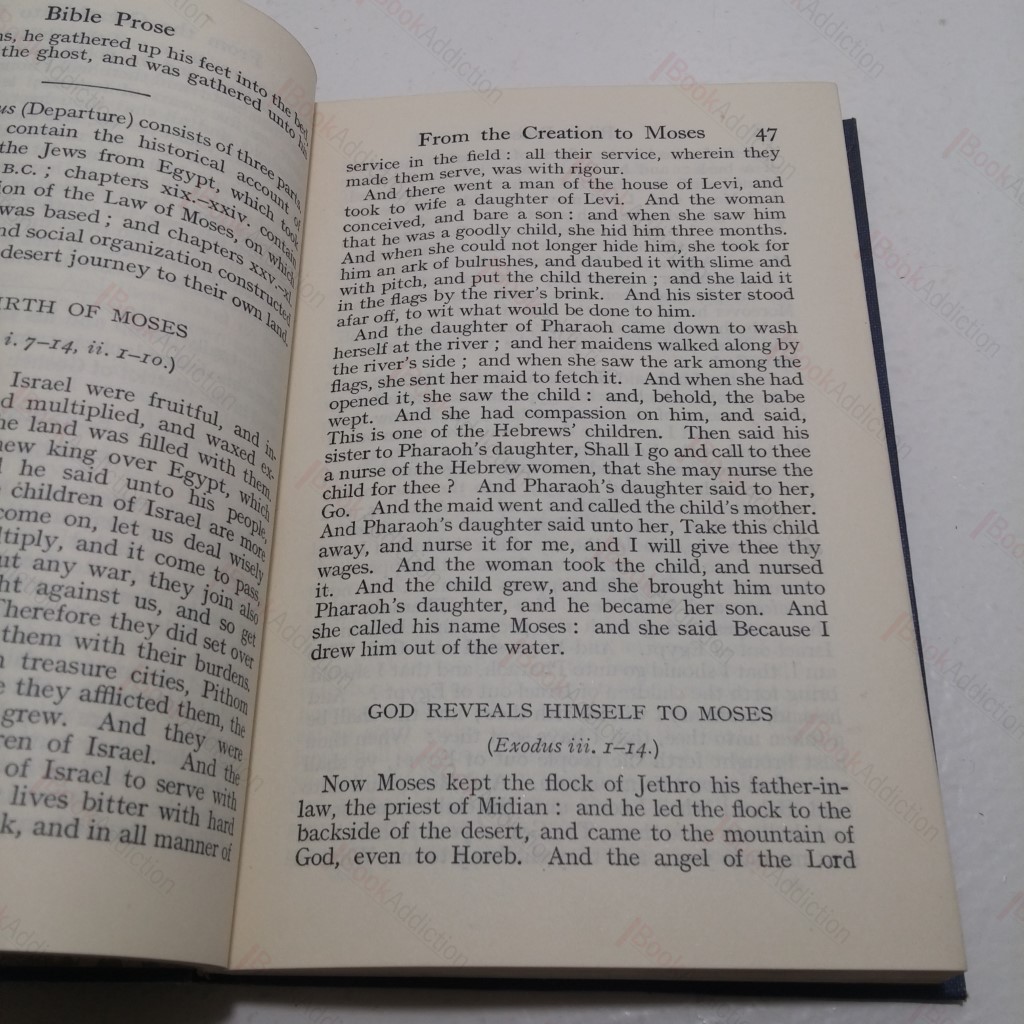 Bible Prose
he gathered up his feet into the bed
the ghost, and was gathered unto his
(Departure) consists of three parts,
contain the historical account of
the Jews from Egypt, which took
B.C.; chapters xix.–xxiv. contain
ion of the Law of Moses, on which
was based; and chapters xxv.–xl.
nd social organization constructed
desert journey to their own land.
IRTH OF MOSES
i. 7–14, ii. 1–10.)
Israel were fruitful, and in-
d multiplied, and waxed ex-
he land was filled with them.
new king over Egypt, which
he said unto his people,
children of Israel are more
come on, let us deal wisely
ltiply, and it come to pass,
out any war, they join also
ht against us, and so get
Therefore they did set over
them with their burdens.
treasure cities, Pithom
they afflicted them, the
grew. And they were
ren of Israel. And the
of Israel to serve with
lives bitter with hard
k, and in all manner of
From the Creation to Moses 47
service in the field: all their service, wherein they
made them serve, was with rigour.
And there went a man of the house of Levi, and
took to wife a daughter of Levi. And the woman
conceived, and bare a son: and when she saw him
that he was a goodly child, she hid him three months.
And when she could not longer hide him, she took for
him an ark of bulrushes, and daubed it with slime and
with pitch, and put the child therein; and she laid it
in the flags by the river's brink. And his sister stood
afar off, to wit what would be done to him.
And the daughter of Pharaoh came down to wash
herself at the river; and her maidens walked along by
the river's side; and when she saw the ark among the
flags, she sent her maid to fetch it. And when she had
opened it, she saw the child: and, behold, the babe
wept. And she had compassion on him, and said,
This is one of the Hebrews' children. Then said his
sister to Pharaoh's daughter, Shall I go and call to thee
a nurse of the Hebrew women, that she may nurse the
child for thee? And Pharaoh's daughter said to her,
Go. And the maid went and called the child's mother.
And Pharaoh's daughter said unto her, Take this child
away, and nurse it for me, and I will give thee thy
wages. And the woman took the child, and nursed
it. And the child grew, and she brought him unto
Pharaoh's daughter, and he became her son. And
she called his name Moses: and she said Because I
drew him out of the water.
GOD REVEALS HIMSELF TO MOSES
(Exodus iii. 1–14.)
Now Moses kept the flock of Jethro his father-in-
law, the priest of Midian: and he led the flock to the
backside of the desert, and came to the mountain of
God, even to Horeb. And the angel of the Lord
BookAddiction